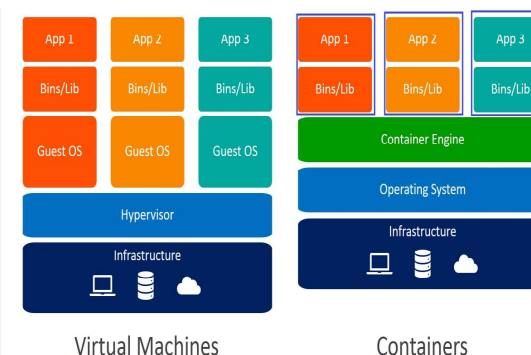 App 1
App 2
App 3
Bins/Lib
Bins/Lib
Bins/Lib
Guest OS
Guest OS
Guest OS
Hypervisor
Infrastructure
Virtual Machines
App 1
App 2
App 3
Bins/Lib
Bins/Lib
Bins/Lib
Container Engine
Operating System
Infrastructure
Containers